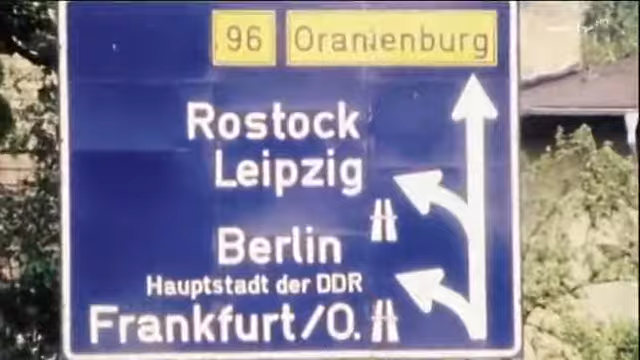 96 Oranienburg
Rostock
Leipzig
Berlin
Hauptstadt der DDR
Frankfurt/O.